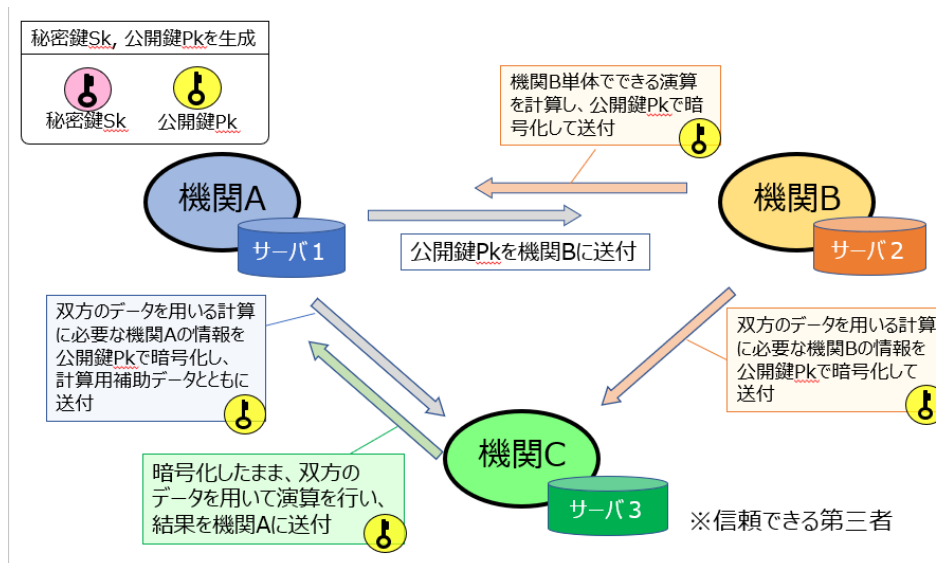 秘密鍵Sk, 公開鍵Pkを生成
秘密鍵Sk
公開鍵Pk
機関B単体でできる演算
を計算し、公開鍵Pkで暗
号化して送付
機関A
サーバ1
機関B
サーバ2
公開鍵Pkを機関Bに送付
双方のデータを用いる計算
に必要な機関Aの情報を
公開鍵Pkで暗号化し、
計算用補助データとともに
送付
双方のデータを用いる計算
に必要な機関Bの情報を
公開鍵Pkで暗号化して
送付
機関C
サーバ3
暗号化したまま、双方の
データを用いて演算を行い、
結果を機関Aに送付
※信頼できる第三者